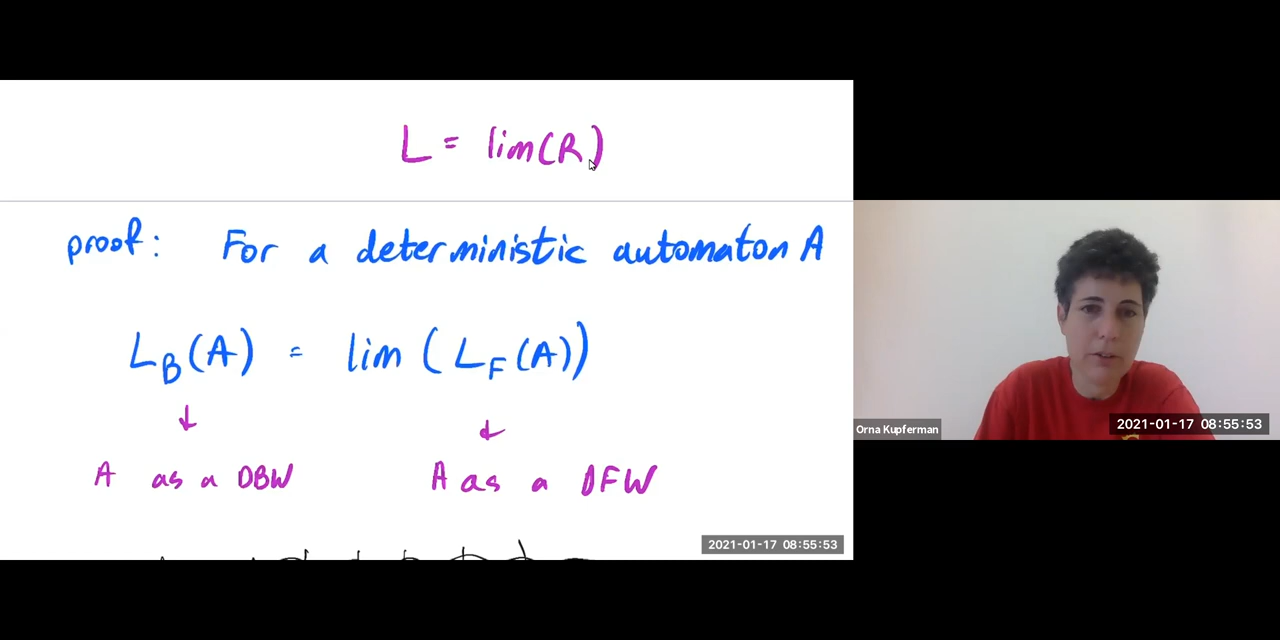 L = lim(R)
proof: For a deterministic automaton A
L_B(A) = lim (L_F(A))
↓ ↓
A as a DBW A as a DFW
Orna Kupferman
2021-01-17 08:55:53
2021-01-17 08:55:53